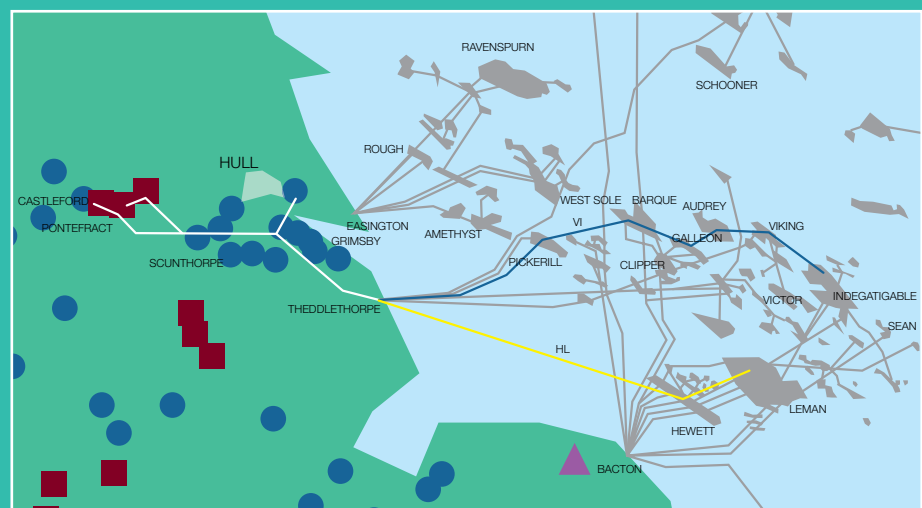 RAVENSPURN
SCHOONER
ROUGH
HULL
CASTLEFORD
WEST SOLE
BARQUE
AUDREY
PONTEFRACT
EASINGTON
AMETHYST
VI
VIKING
GRIMSBY
GALLEON
SCUNTHORPE
PICKERILL
CLIPPER
THEDDLETHORPE
VICTOR
INDEGATIGABLE
SEAN
HL
LEMAN
HEWETT
BACTON